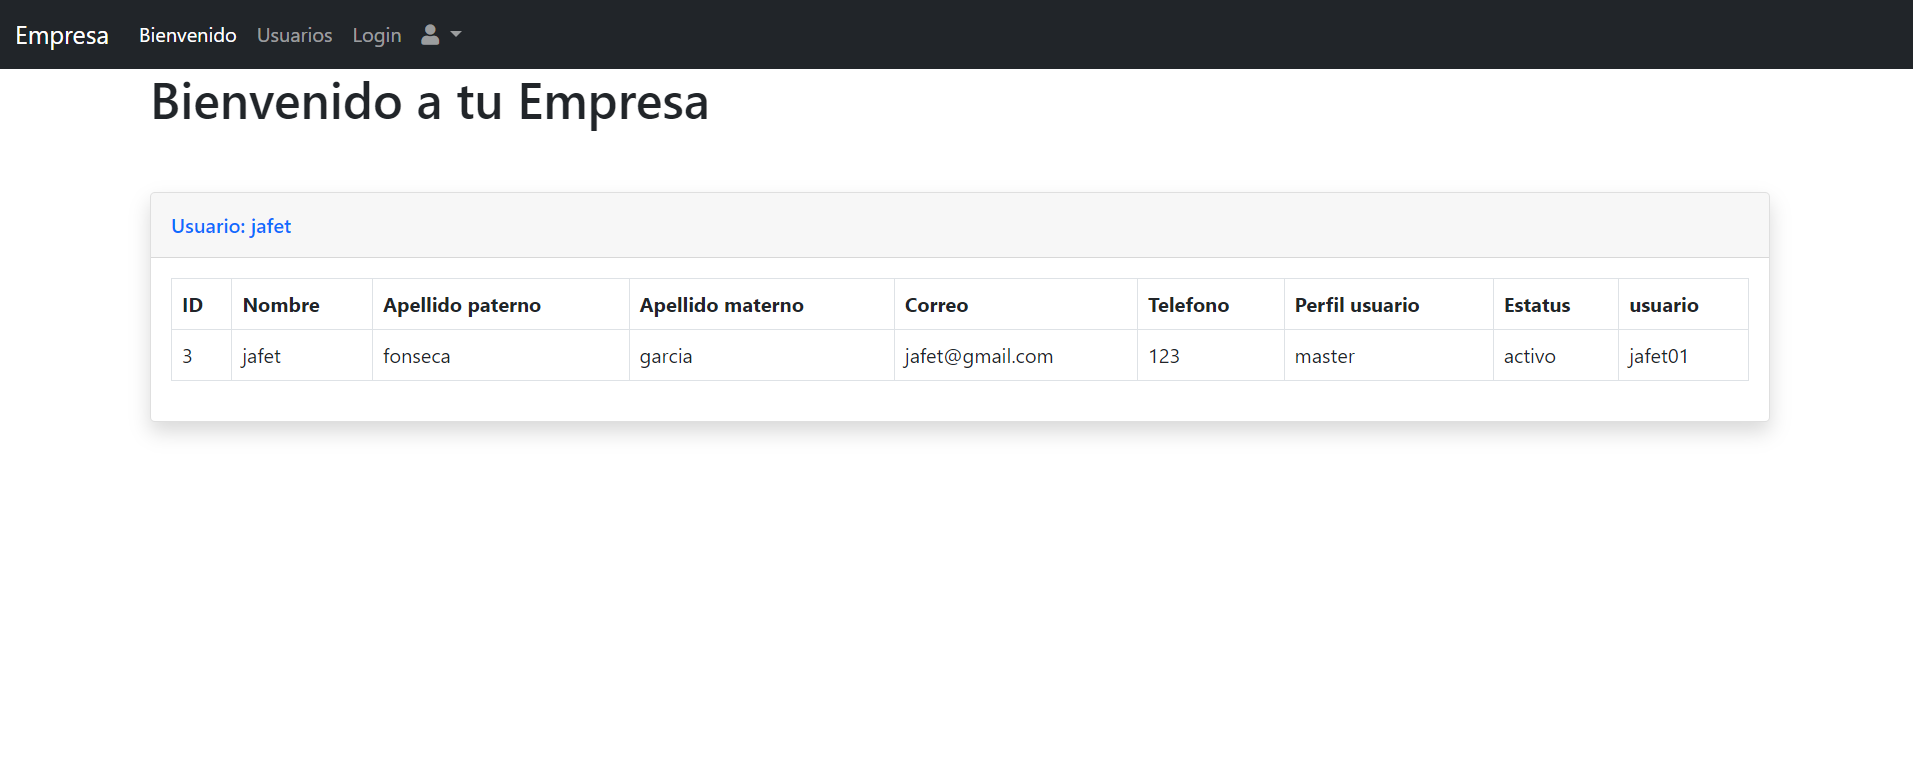 Empresa Bienvenido Usuarios Login
Bienvenido a tu Empresa
Usuario: jafet
ID Nombre Apellido paterno Apellido materno Correo Telefono Perfil usuario Estatus usuario
3 jafet fonseca garcia jafet@gmail.com 123 master activo jafet01